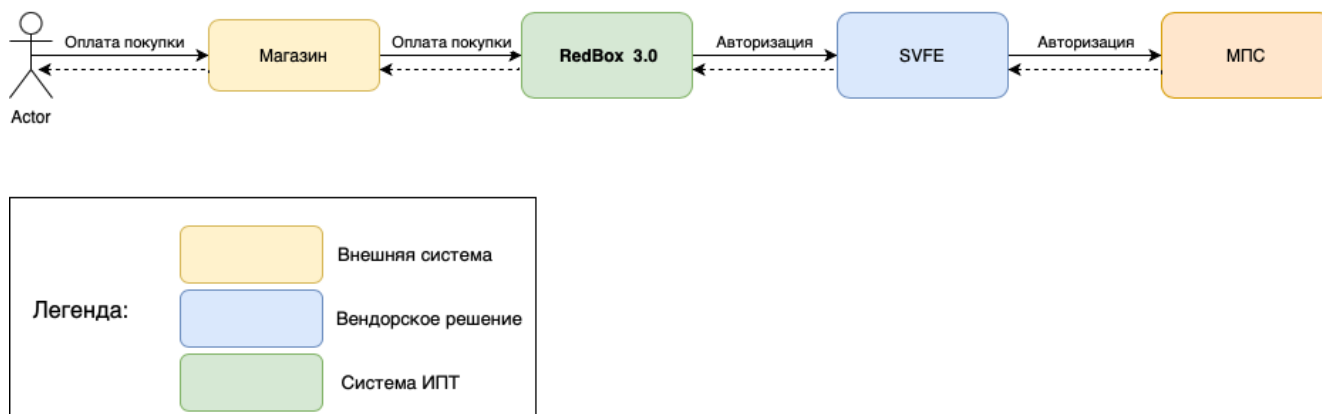 Оплата покупки
Оплата покупки
Авторизация
Авторизация
Магазин
RedBox 3.0
SVFE
МПС
Actor
Легенда:
Внешняя система
Вендорское решение
Система ИПТ